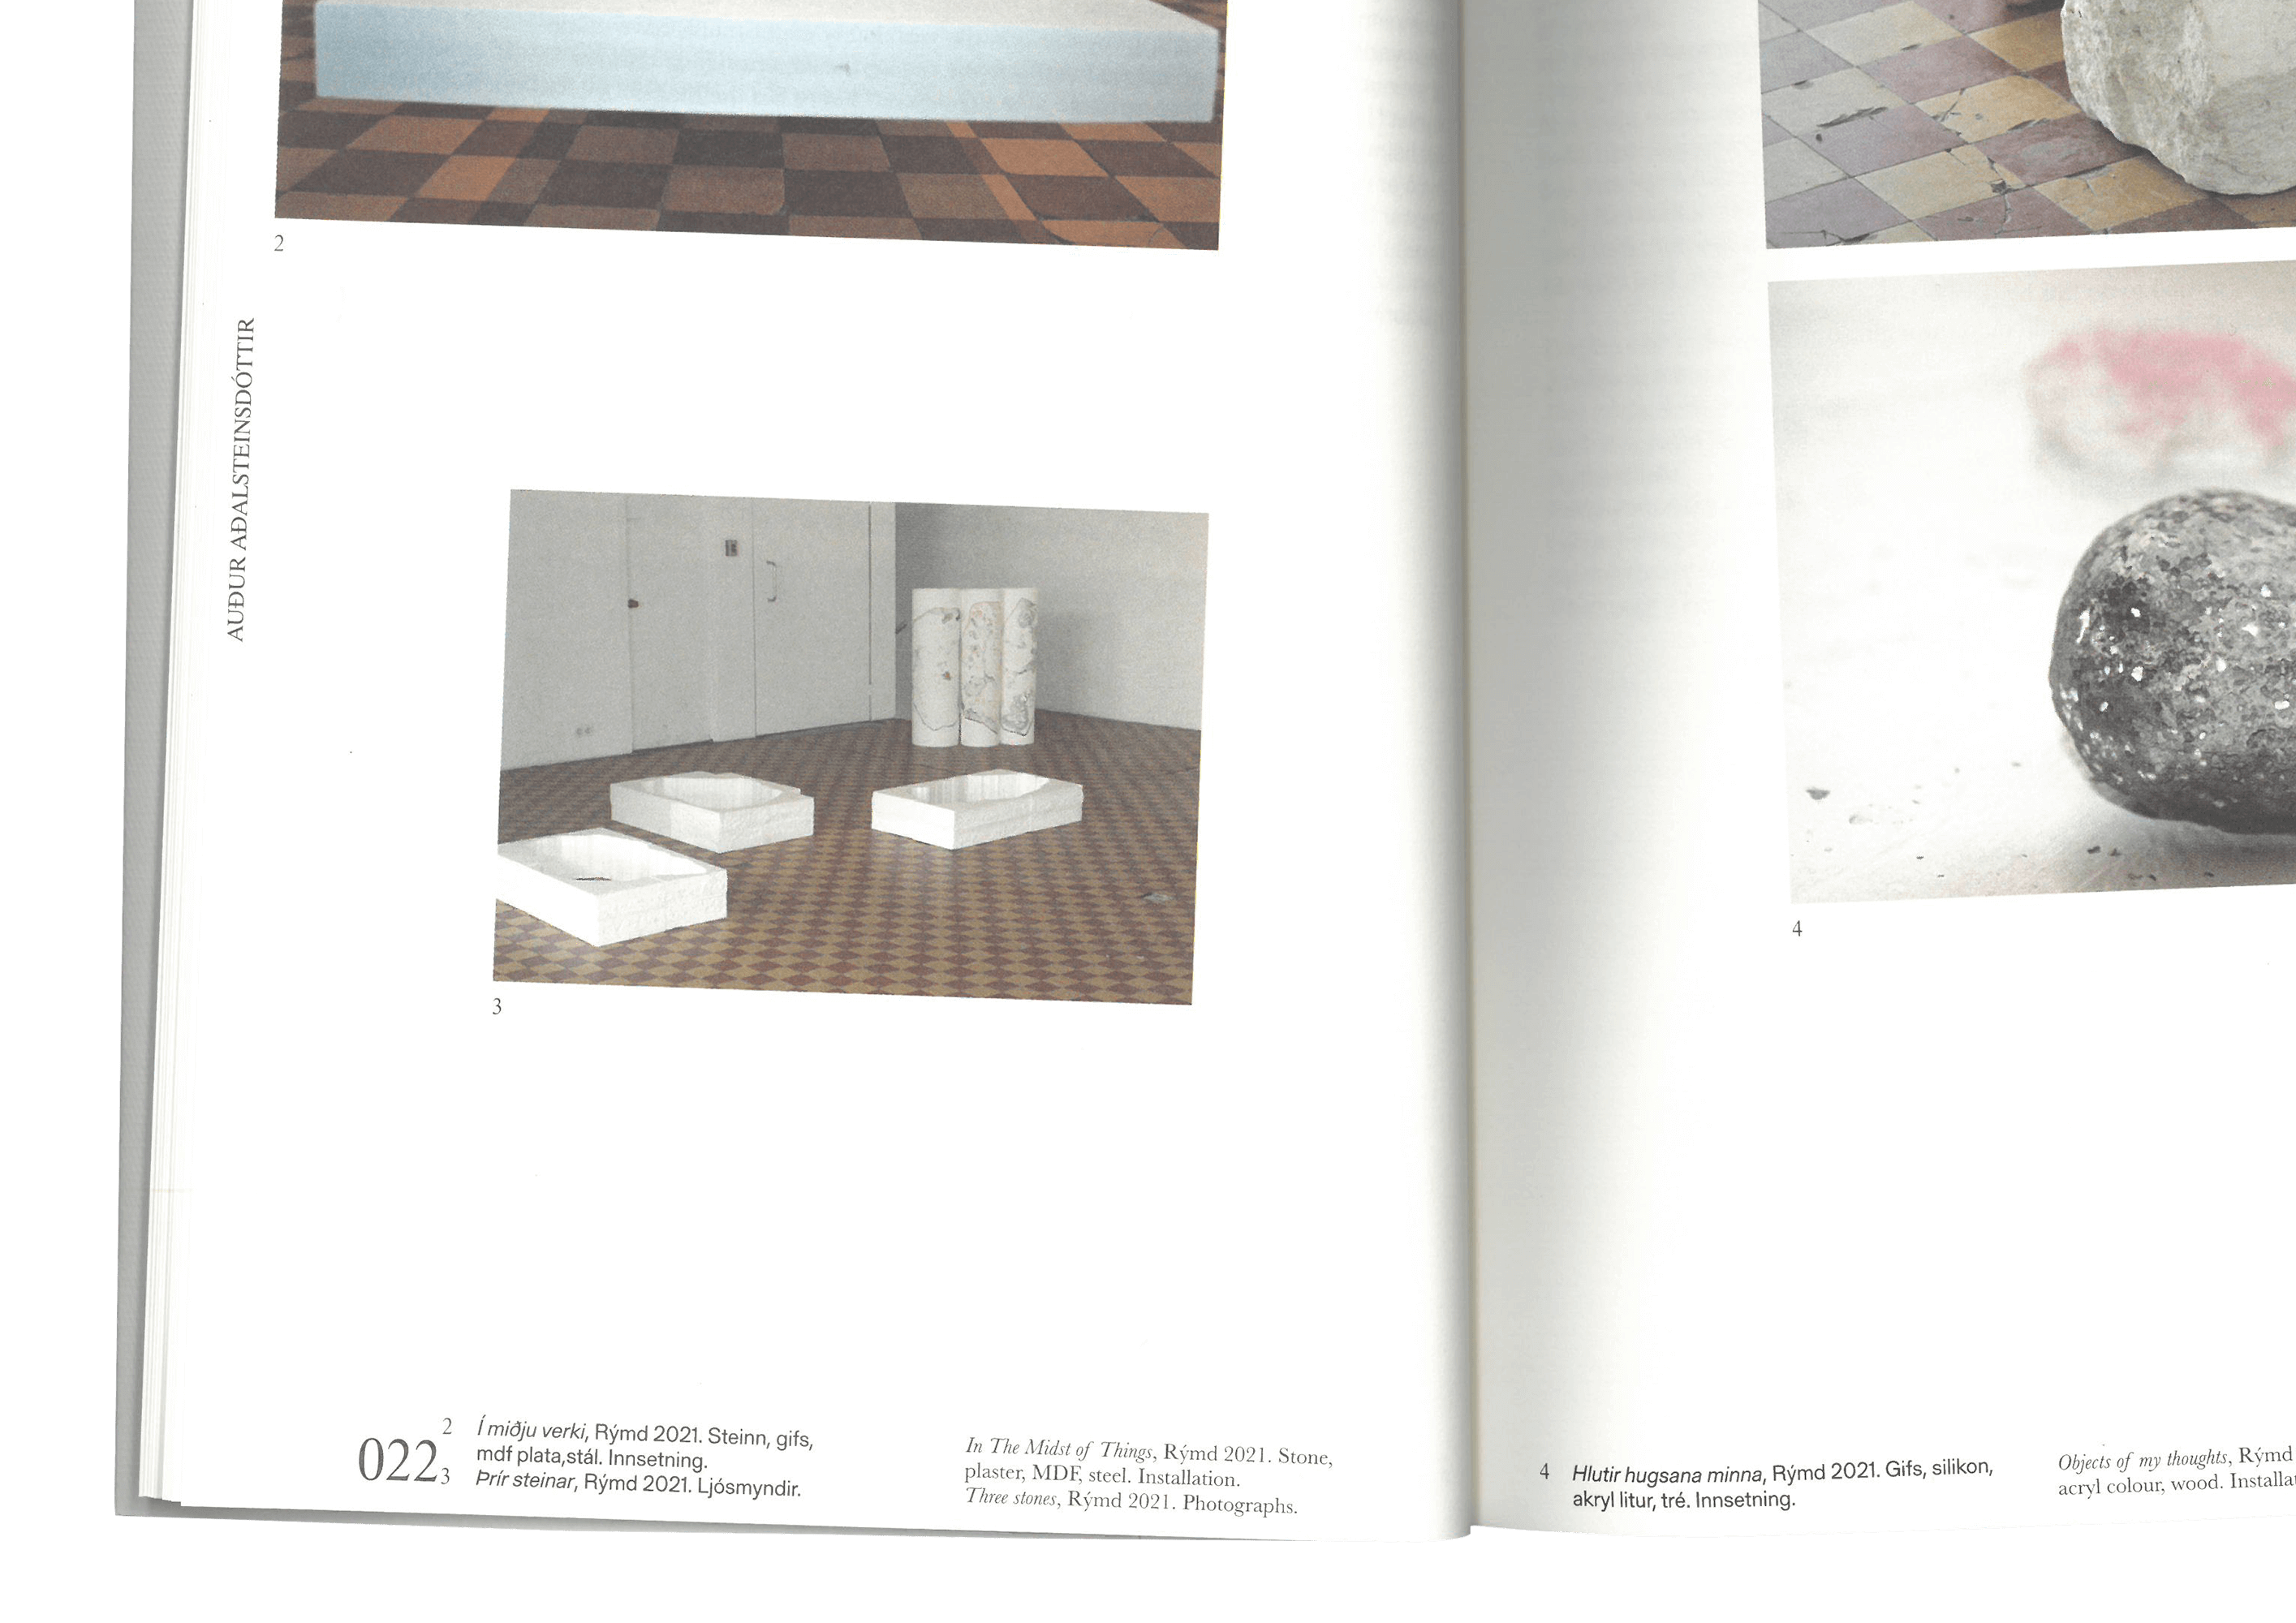 2
AUÐUR AÐALSTEINSDÓTTIR
3
022
2 Í miðju verki, Rýmd 2021. Steinn, gifs,
mdf plata,stál. Innsetning.
3 Þrír steinar, Rýmd 2021. Ljósmyndir.
In The Midst of Things, Rýmd 2021. Stone,
plaster, MDF, steel. Installation.
Three stones, Rýmd 2021. Photographs.
4
4 Hlutir hugsana minna, Rýmd 2021. Gifs, silikon,
akryl litur, tré. Innsetning.
Objects of my thoughts, Rýmd
acryl colour, wood.